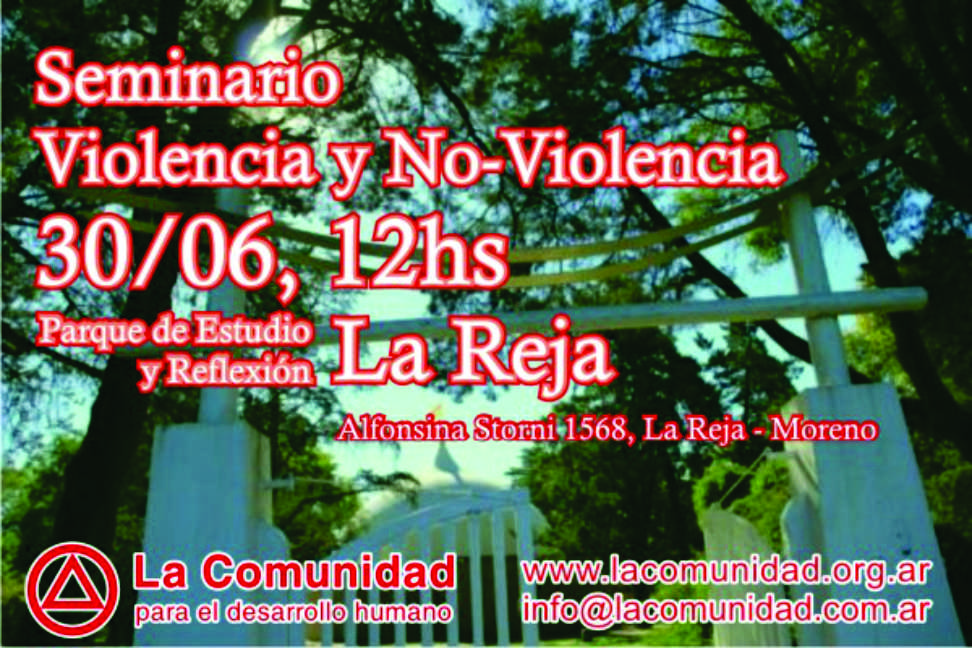 Seminario
Violencia y No-Violencia
30/06, 12hs
Parque de Estudio
y Reflexión
La Reja
Alfonsina Storni 1568, La Reja - Moreno
La Comunidad
para el desarrollo humano
www.lacomunidad.org.ar
info@lacomunidad.com.ar